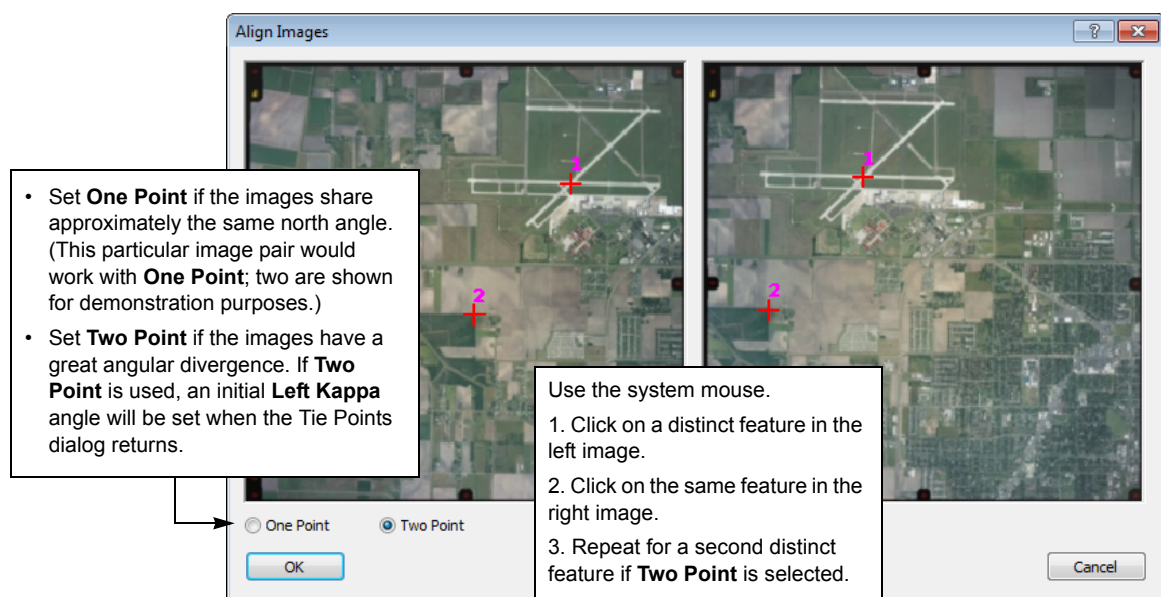 Align Images
1
2
1
2
• Set One Point if the images share
approximately the same north angle.
(This particular image pair would
work with One Point; two are shown
for demonstration purposes.)
• Set Two Point if the images have a
great angular divergence. If Two
Point is used, an initial Left Kappa
angle will be set when the Tie Points
dialog returns.
Use the system mouse.
1. Click on a distinct feature in the
left image.
2. Click on the same feature in the
right image.
3. Repeat for a second distinct
feature if Two Point is selected.
One Point
Two Point
OK
Cancel